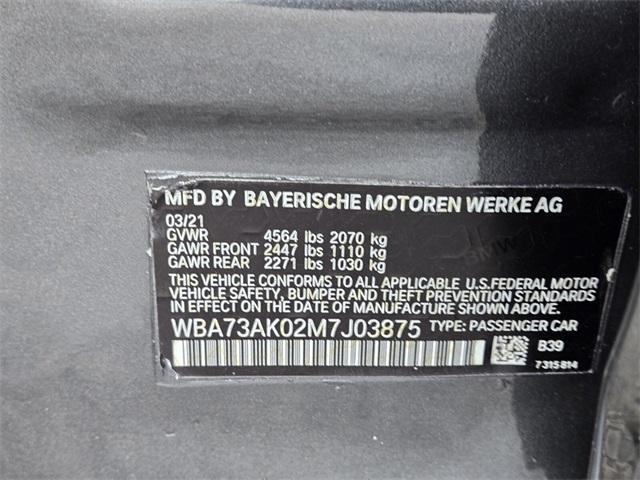 MFD BY BAYERISCHE MOTOREN WERKE AG
03/21
GVWR 4564 lbs 2070 kg
GAWR FRONT 2447 lbs 1110 kg
GAWR REAR 2271 lbs 1030 kg
THIS VEHICLE CONFORMS TO ALL APPLICABLE U.S.FEDERAL MOTOR
VEHICLE SAFETY, BUMPER AND THEFT PREVENTION STANDARDS
IN EFFECT ON THE DATE OF MANUFACTURE SHOWN ABOVE.
WBA73AK02M7J03875 TYPE: PASSENGER CAR
B39
7315814